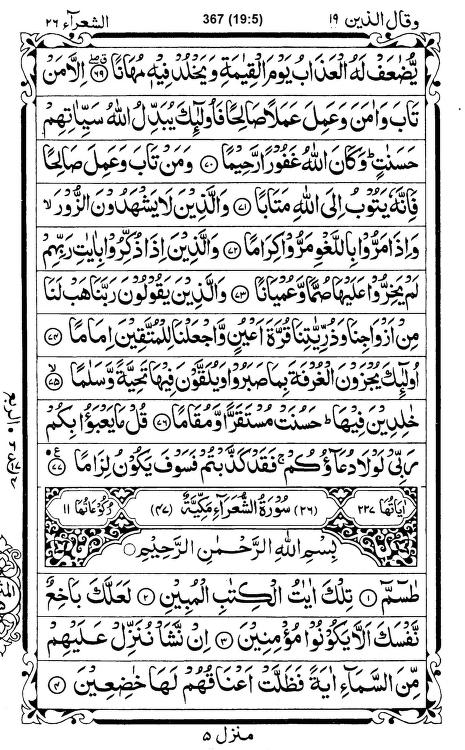 وقال الذين ١٩ 367 (19:5) الشعرآء ٢٦
يُّضٰعَفْ لَهُ الْعَذَابُ يَوْمَ الْقِيٰمَةِ وَيَخْلُدْ فِيْهٖ مُهَانًا ۝٦٩ اِلَّا مَنْ
تَابَ وَاٰمَنَ وَعَمِلَ عَمَلًا صَالِحًا فَاُولٰٓئِكَ يُبَدِّلُ اللّٰهُ سَيِّاٰتِهِمْ
حَسَنٰتٍ ؕ وَكَانَ اللّٰهُ غَفُوْرًا رَّحِيْمًا ۝٧٠ وَمَنْ تَابَ وَعَمِلَ صَالِحًا
فَاِنَّهٗ يَتُوْبُ اِلَى اللّٰهِ مَتَابًا ۝٧١ وَالَّذِيْنَ لَا يَشْهَدُوْنَ الزُّوْرَ ۙ
وَاِذَا مَرُّوْا بِاللَّغْوِ مَرُّوْا كِرَامًا ۝٧٢ وَالَّذِيْنَ اِذَا ذُكِّرُوْا بِاٰيٰتِ رَبِّهِمْ
لَمْ يَخِرُّوْا عَلَيْهَا صُمًّا وَّعُمْيَانًا ۝٧٣ وَالَّذِيْنَ يَقُوْلُوْنَ رَبَّنَا هَبْ لَنَا
مِنْ اَزْوَاجِنَا وَذُرِّيّٰتِنَا قُرَّةَ اَعْيُنٍ وَّاجْعَلْنَا لِلْمُتَّقِيْنَ اِمَامًا ۝٧٤
اُولٰٓئِكَ يُجْزَوْنَ الْغُرْفَةَ بِمَا صَبَرُوْا وَيُلَقَّوْنَ فِيْهَا تَحِيَّةً وَّسَلٰمًا ۝٧٥ ۙ
خٰلِدِيْنَ فِيْهَا ؕ حَسُنَتْ مُسْتَقَرًّا وَّمُقَامًا ۝٧٦ قُلْ مَا يَعْبَؤُا بِكُمْ
رَبِّيْ لَوْلَا دُعَآؤُكُمْ ۚ فَقَدْ كَذَّبْتُمْ فَسَوْفَ يَكُوْنُ لِزَامًا ۝٧٧ ع
اٰيَاتُهَا ٢٢٧ (٢٦) سُوْرَةُ الشُّعَرَآءِ مَكِّيَّةٌ (٤٧) رُكُوْعَاتُهَا ١١
بِسْمِ اللّٰهِ الرَّحْمٰنِ الرَّحِيْمِ
طٰسٓمّٓ ۝١ تِلْكَ اٰيٰتُ الْكِتٰبِ الْمُبِيْنِ ۝٢ لَعَلَّكَ بَاخِعٌ
نَّفْسَكَ اَلَّا يَكُوْنُوْا مُؤْمِنِيْنَ ۝٣ اِنْ نَّشَاْ نُنَزِّلْ عَلَيْهِمْ
مِّنَ السَّمَآءِ اٰيَةً فَظَلَّتْ اَعْنَاقُهُمْ لَهَا خٰضِعِيْنَ ۝٤
منزل ٥